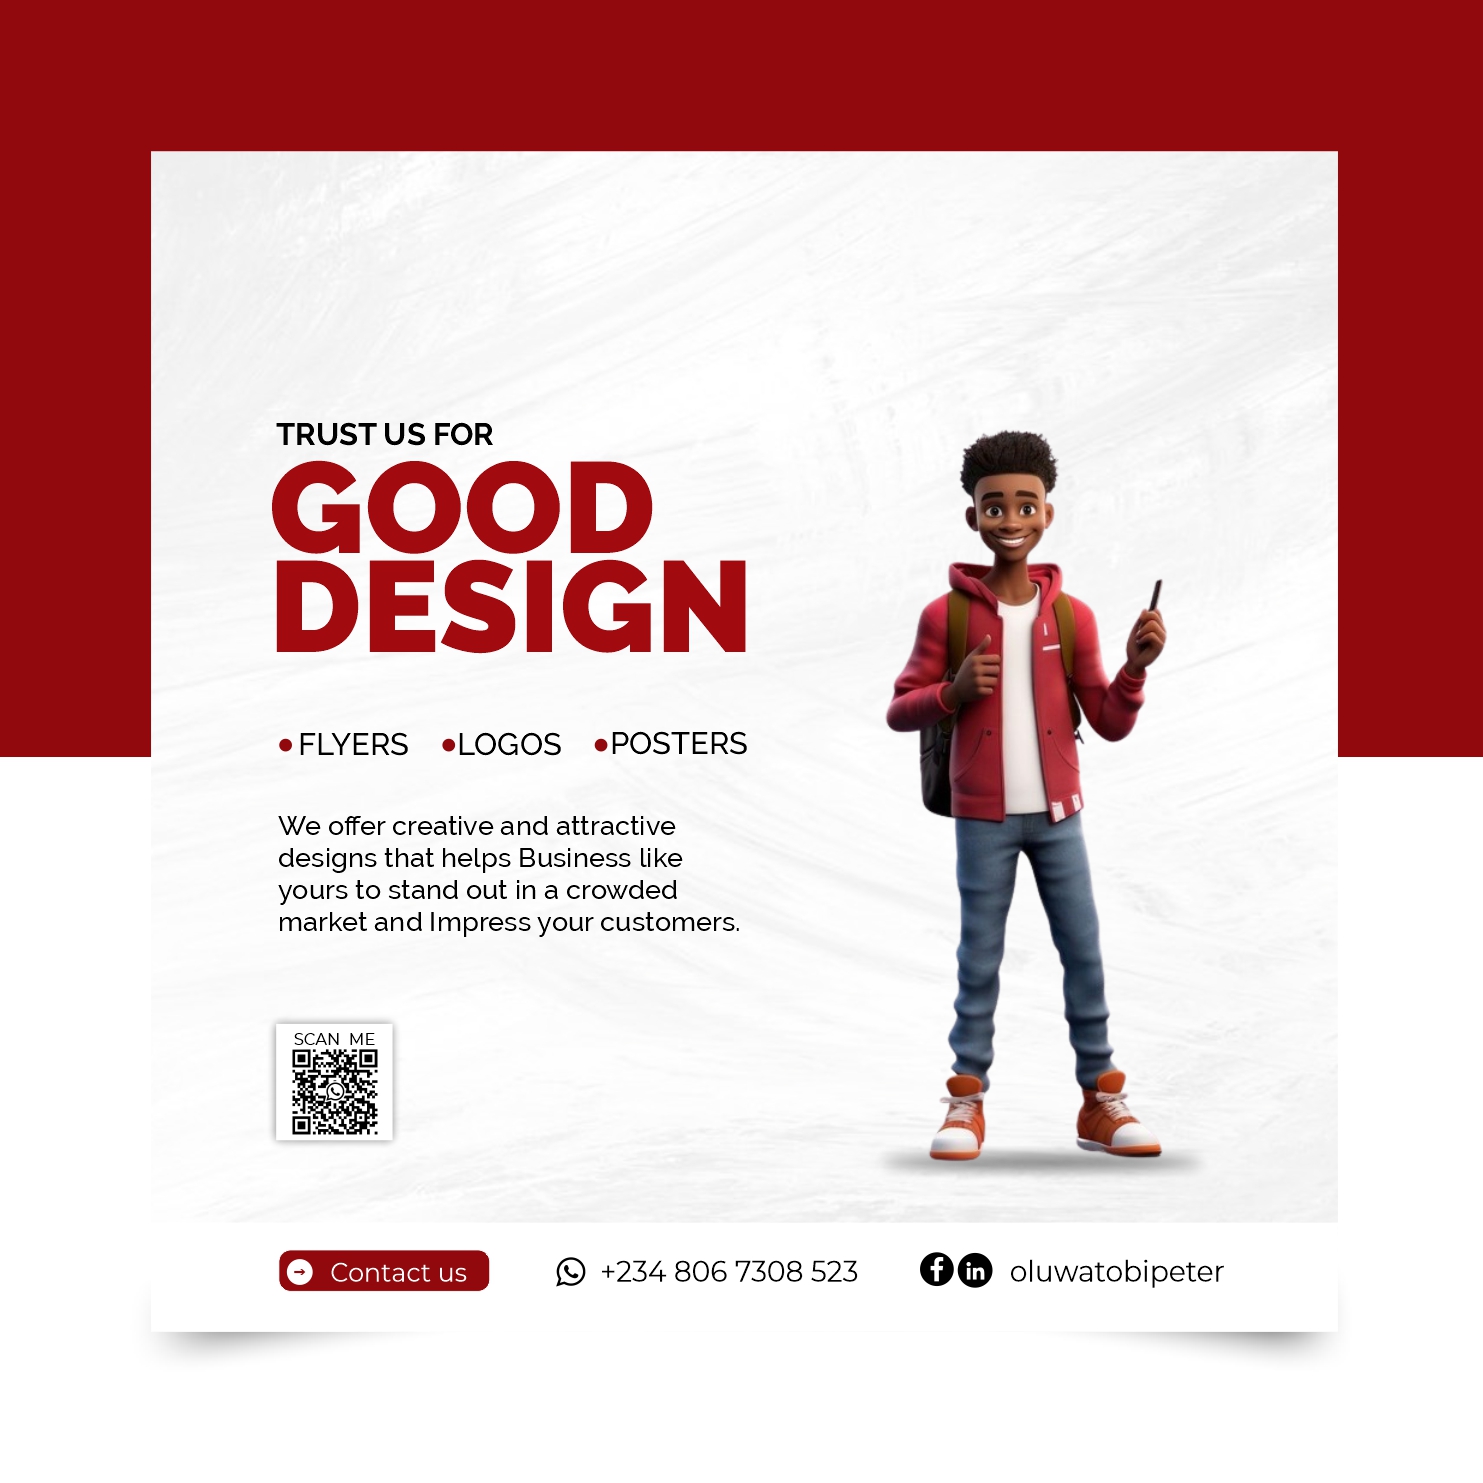 TRUST US FOR
GOOD
DESIGN
• FLYERS •LOGOS •POSTERS
We offer creative and attractive
designs that helps Business like
yours to stand out in a crowded
market and Impress your customers.
SCAN ME
Contact us +234 806 7308 523 oluwatobipeter